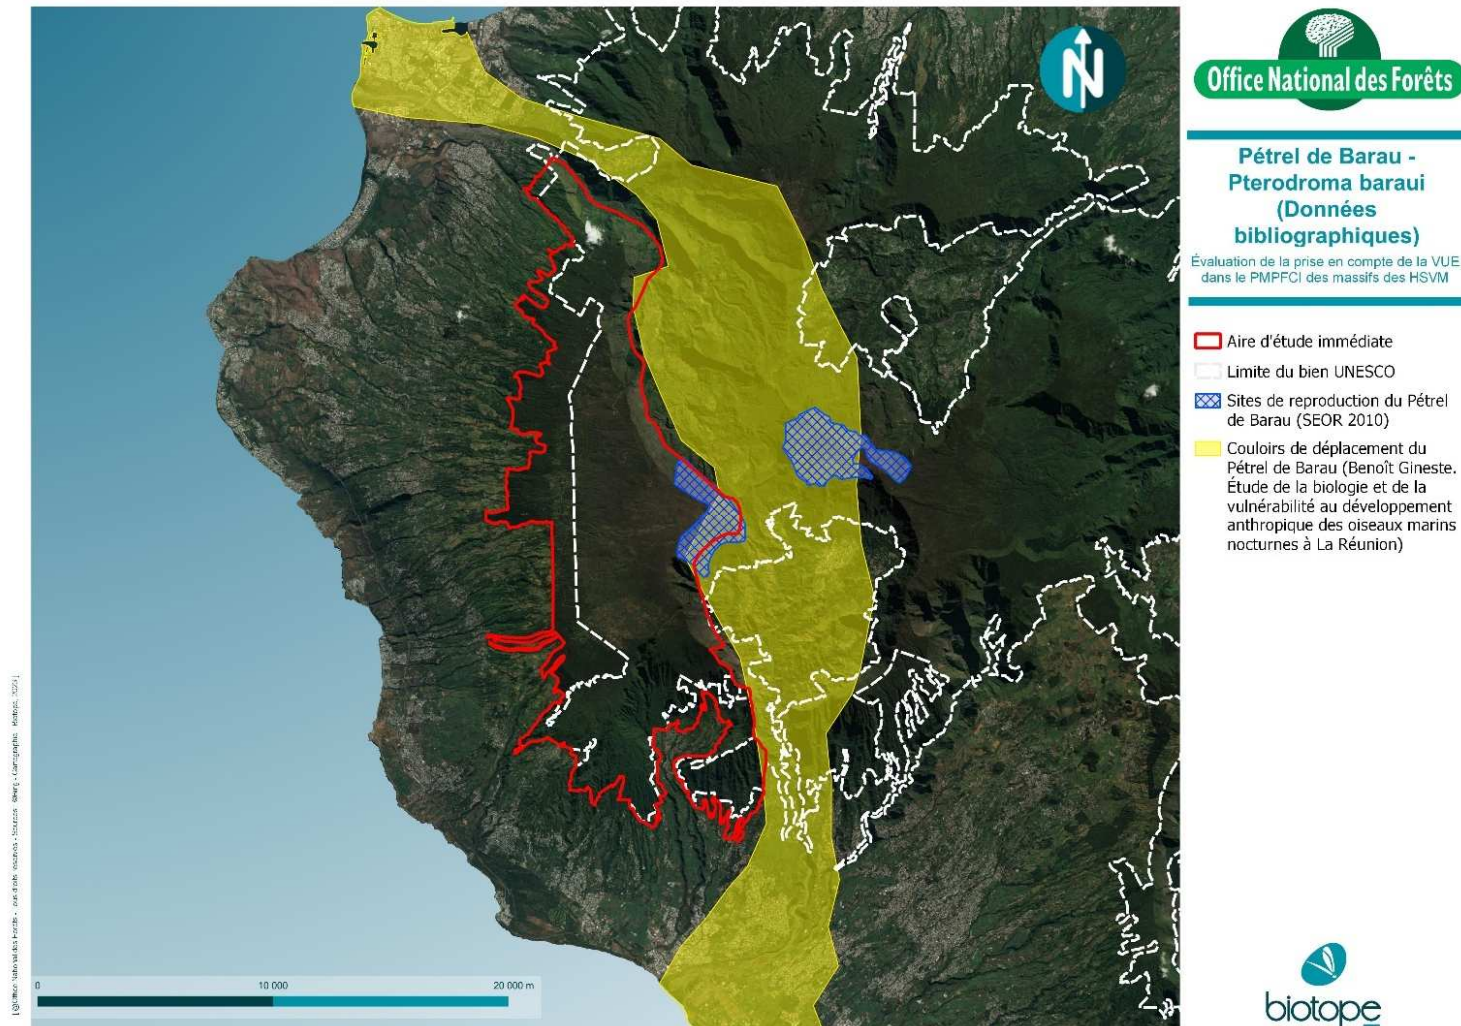 N
Office National des Forêts
Pétrel de Barau -
Pterodroma baraui
(Données
bibliographiques)
Évaluation de la prise en compte de la VUE
dans le PMPFCI des massifs des HSVM
Aire d'étude immédiate
Limite du bien UNESCO
Sites de reproduction du Pétrel
de Barau (SEOR 2010)
Couloirs de déplacement du
Pétrel de Barau (Benoît Gineste.
Étude de la biologie et de la
vulnérabilité au développement
anthropique des oiseaux marins
nocturnes à La Réunion)
0 10 000 20 000 m
biotope